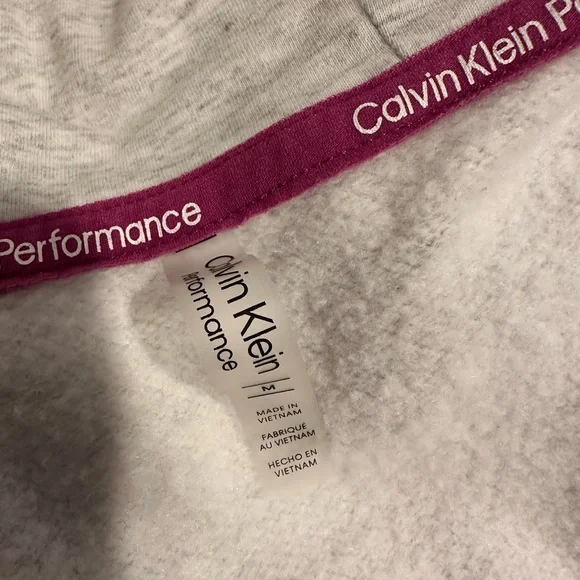 Calvin Klein P
Performance
Calvin Klein
Performance
M
MADE IN
VIETNAM
FABRIQUÉ
AU VIETNAM
HECHO EN
VIETNAM